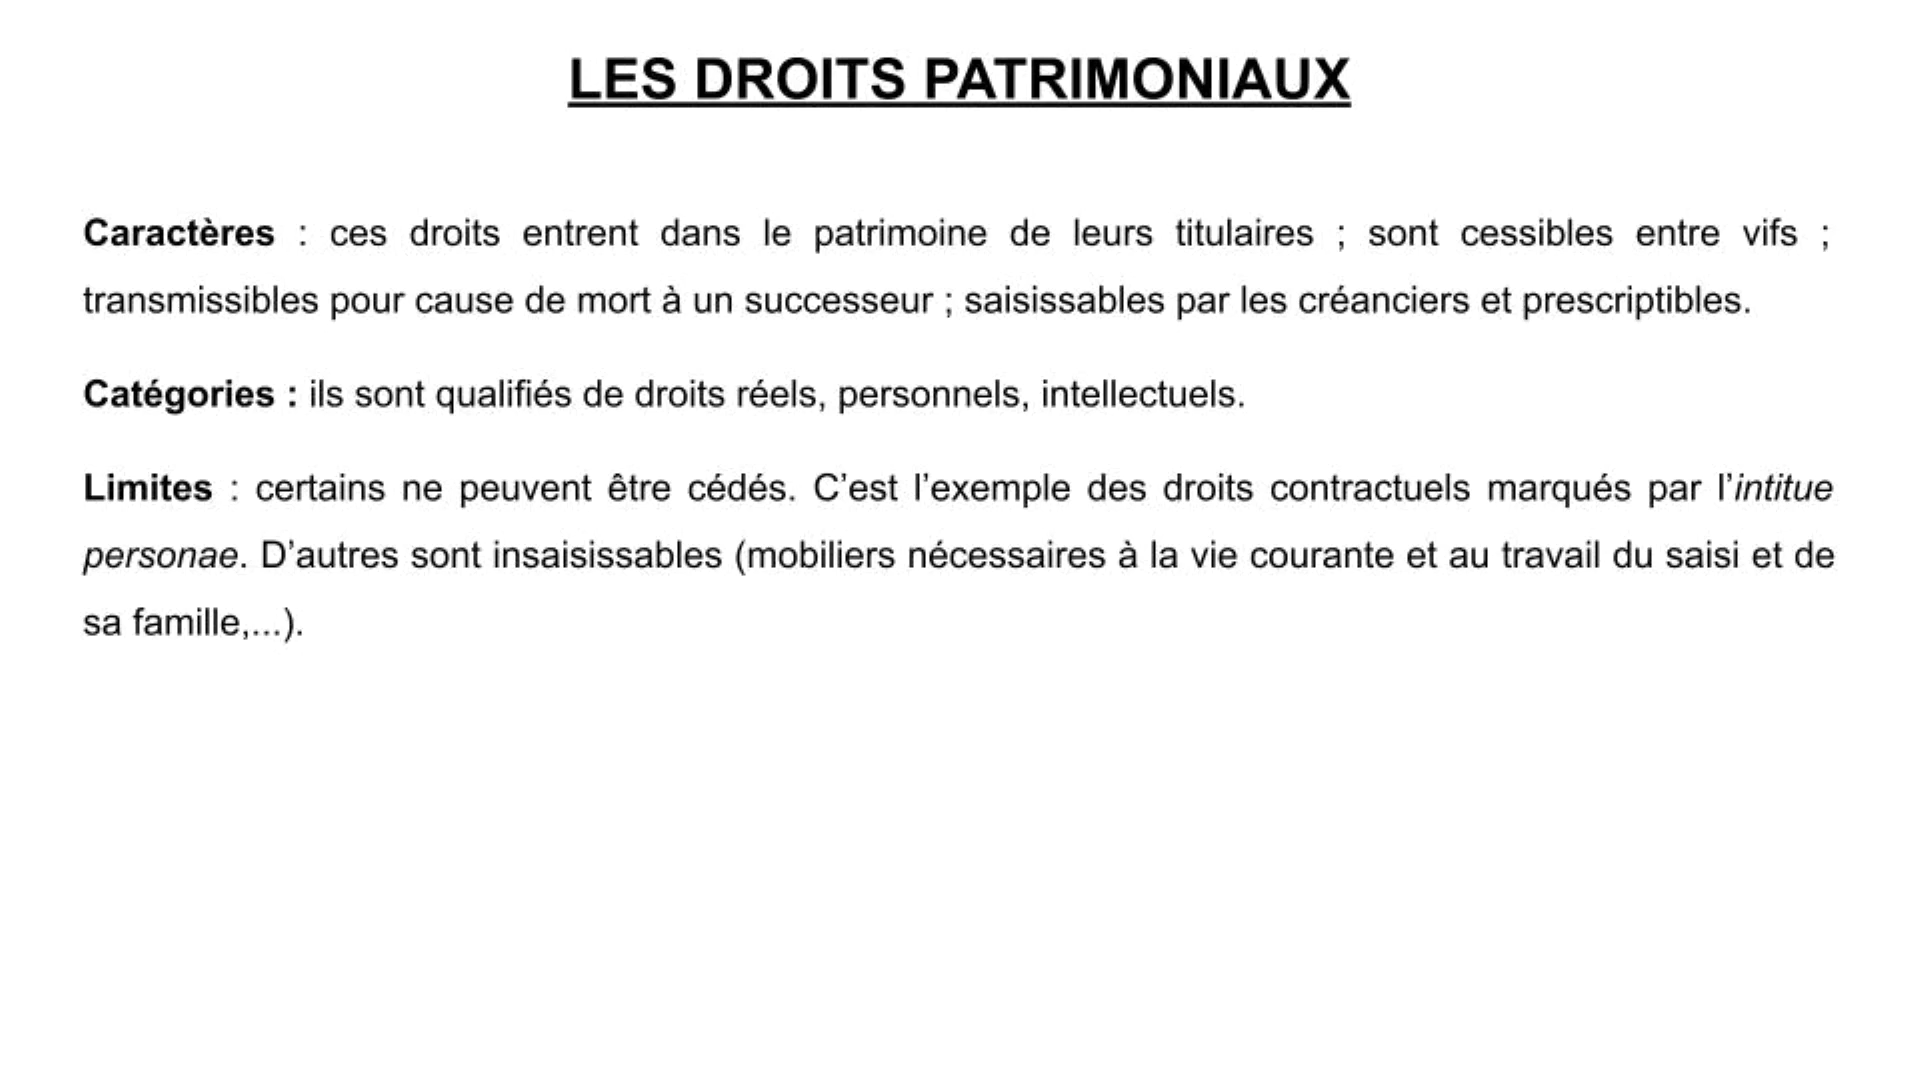 LES DROITS PATRIMONIAUX
Caractères : ces droits entrent dans le patrimoine de leurs titulaires ; sont cessibles entre vifs ;
transmissibles pour cause de mort à un successeur ; saisissables par les créanciers et prescriptibles.
Catégories : ils sont qualifiés de droits réels, personnels, intellectuels.
Limites : certains ne peuvent être cédés. C’est l’exemple des droits contractuels marqués par l’intitue
personae. D’autres sont insaisissables (mobiliers nécessaires à la vie courante et au travail du saisi et de
sa famille,...).